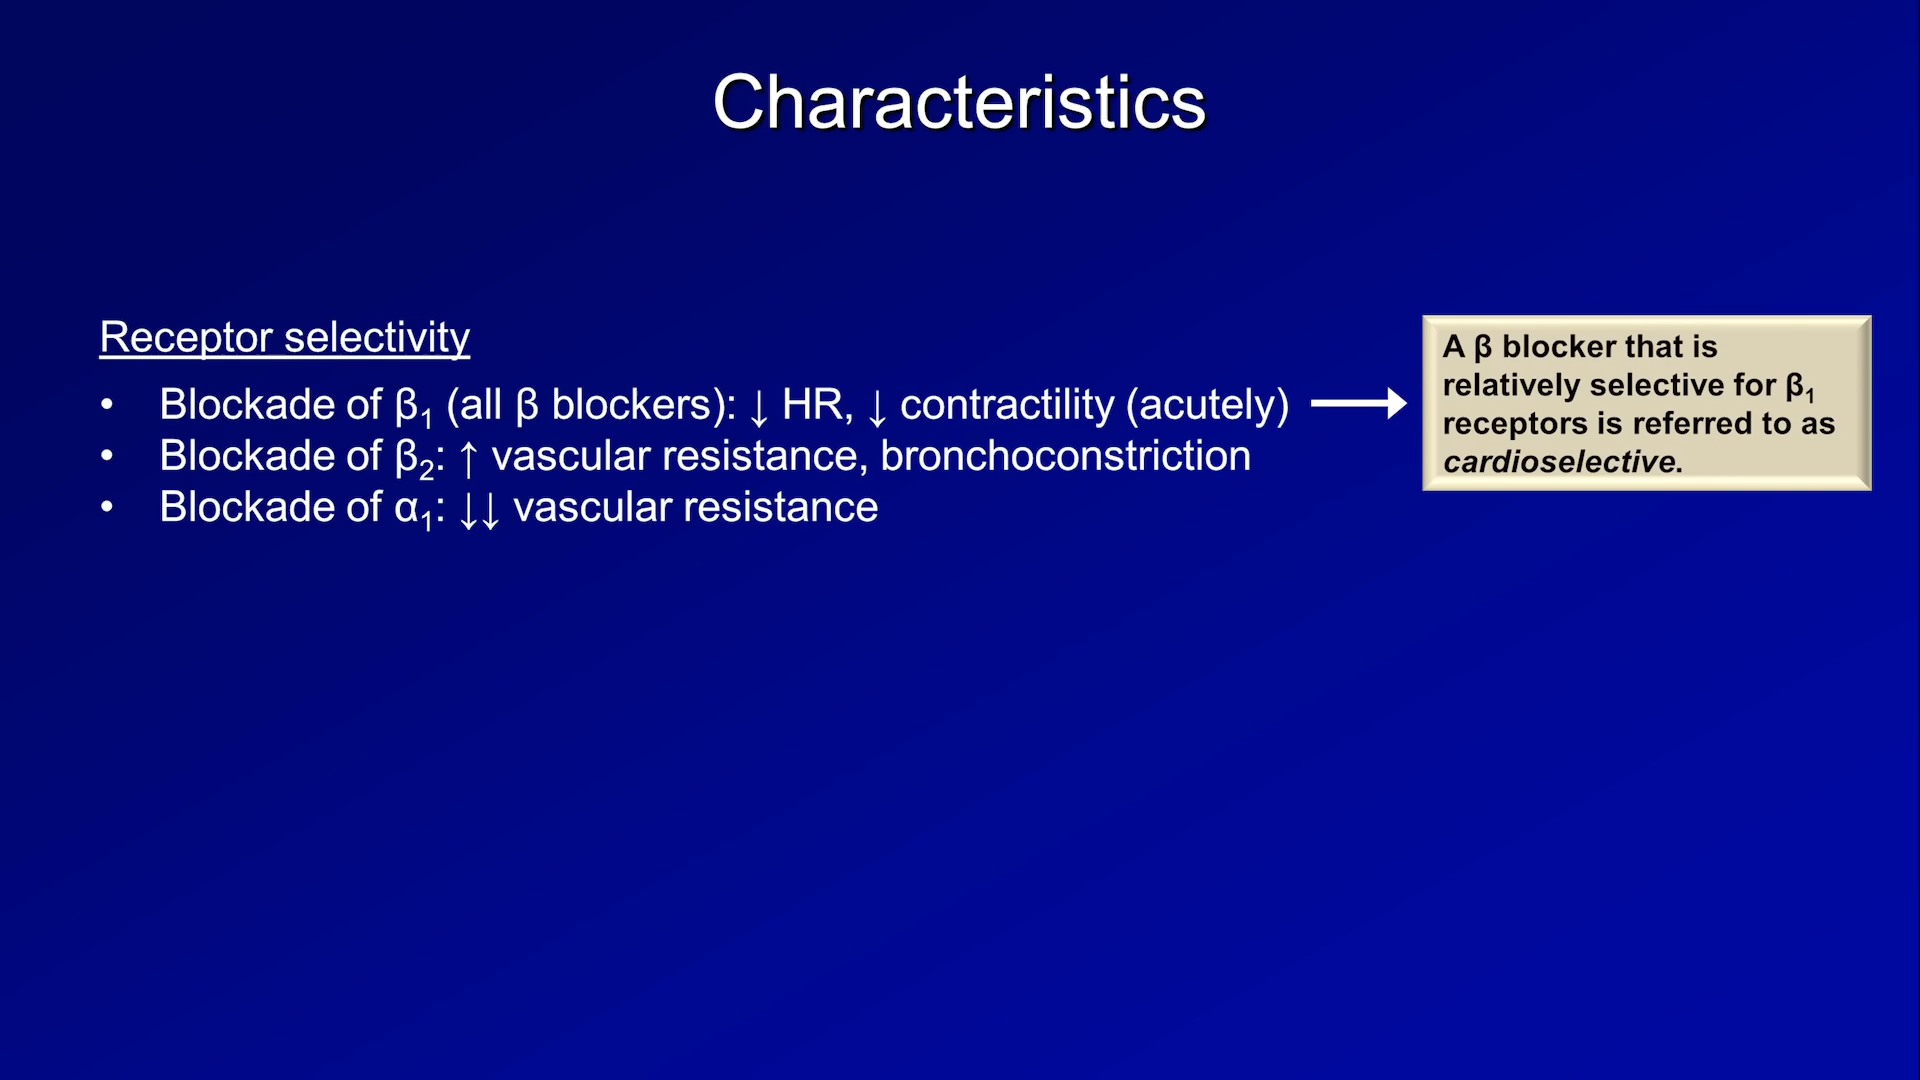 Characteristics
Receptor selectivity
• Blockade of β₁ (all β blockers): ↓ HR, ↓ contractility (acutely)
• Blockade of β₂: ↑ vascular resistance, bronchoconstriction
• Blockade of α₁: ↓↓ vascular resistance
A β blocker that is
relatively selective for β₁
receptors is referred to as
cardioselective.